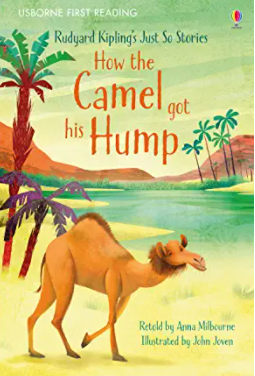 USBORNE FIRST READING
Rudyard Kipling's Just So Stories
How the
Camel got
his Hump
Retold by Anna Milbourne
Illustrated by John Joven